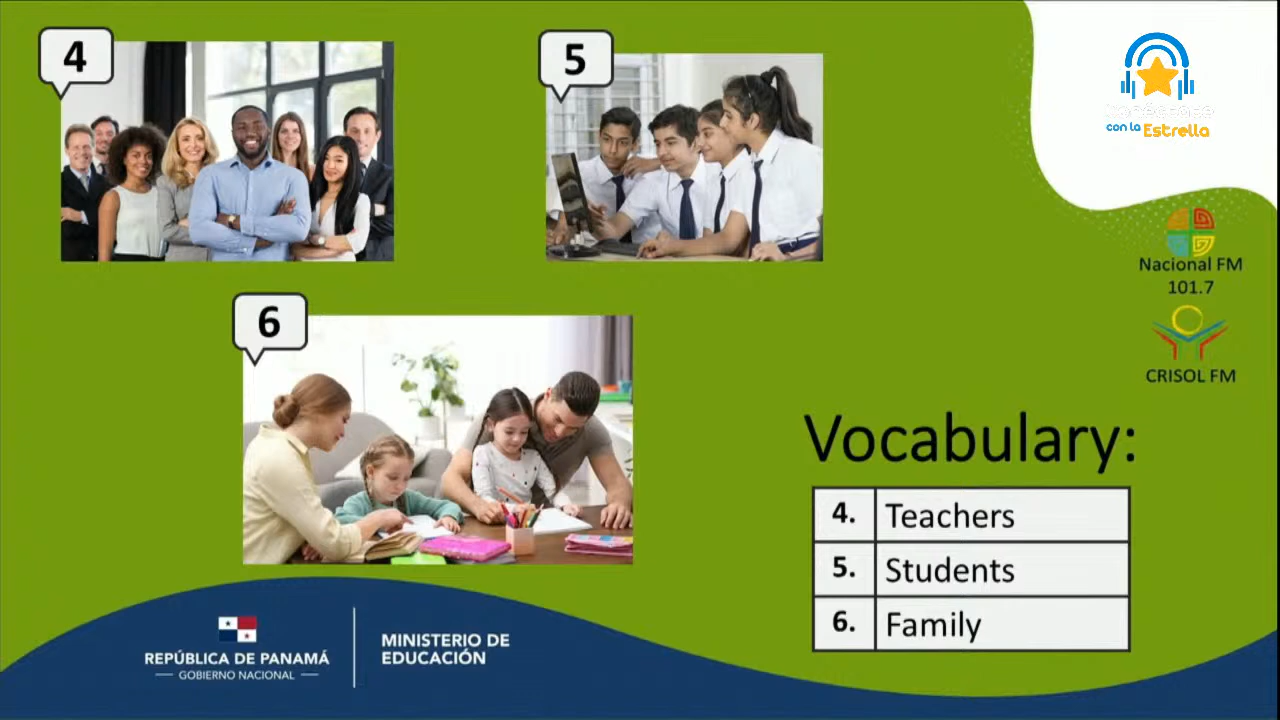 4
5
con la Estrella
Nacional FM
101.7
CRISOL FM
6
Vocabulary:
4. Teachers
5. Students
6. Family
REPÚBLICA DE PANAMÁ
GOBIERNO NACIONAL
MINISTERIO DE
EDUCACIÓN